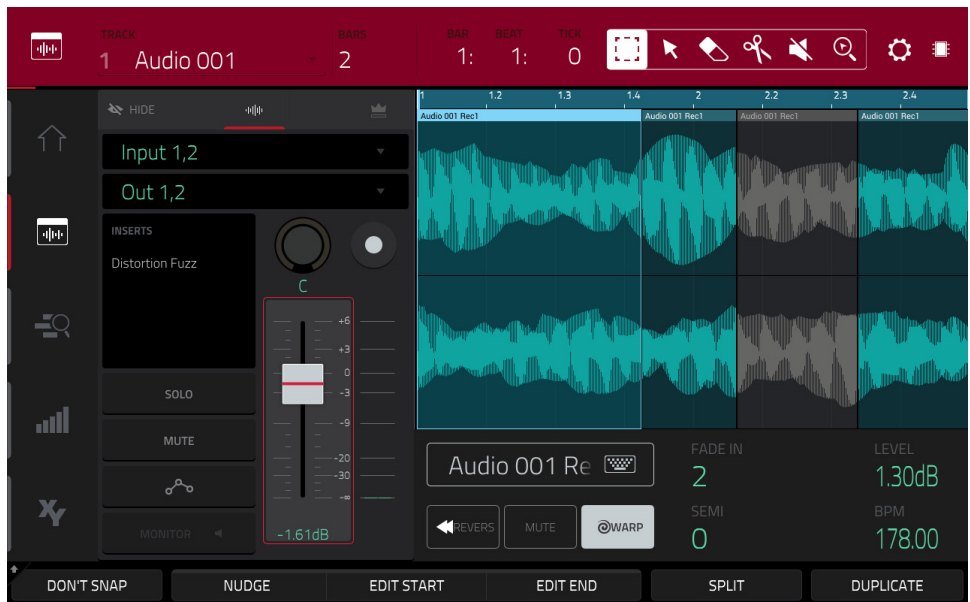 TRACK BARS BAR BEAT TICK
1 Audio 001 2 1: 1: 0
HIDE
1 1.2 1.3 1.4 2 2.2 2.3 2.4
Audio 001 Rec1 Audio 001 Rec1 Audio 001 Rec1 Audio 001 Rec1
Input 1,2
Out 1,2
INSERTS
Distortion Fuzz
C
+6
+3
0
-3
-9
-20
-30
-∞
-1.61dB
SOLO
MUTE
MONITOR
XY
Audio 001 Re
FADE IN LEVEL
2 1.30dB
REVERS MUTE WARP
SEMI BPM
0 178.00
DON'T SNAP NUDGE EDIT START EDIT END SPLIT DUPLICATE